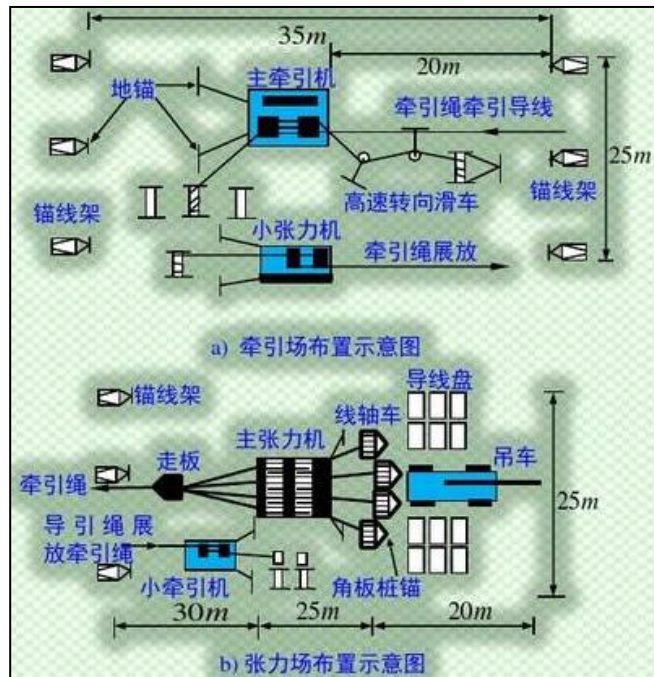 35m
20m
主牵引机
地锚
牵引绳牵引导线
25m
高速转向滑车
锚线架
锚线架
小张力机
牵引绳展放
a) 牵引场布置示意图
导线盘
锚线架
线轴车
主张力机
吊车
走板
牵引绳
25m
导引绳展
放牵引绳
小牵引机
角板桩锚
30m
25m
20m
b) 张力场布置示意图